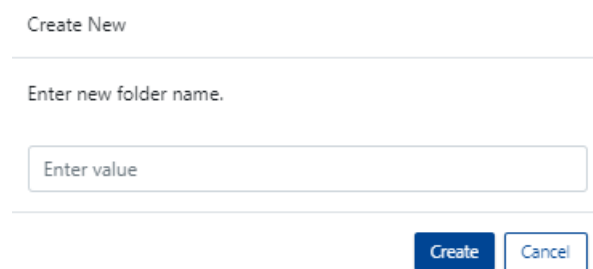 Create New
Enter new folder name.
Enter value
Create Cancel